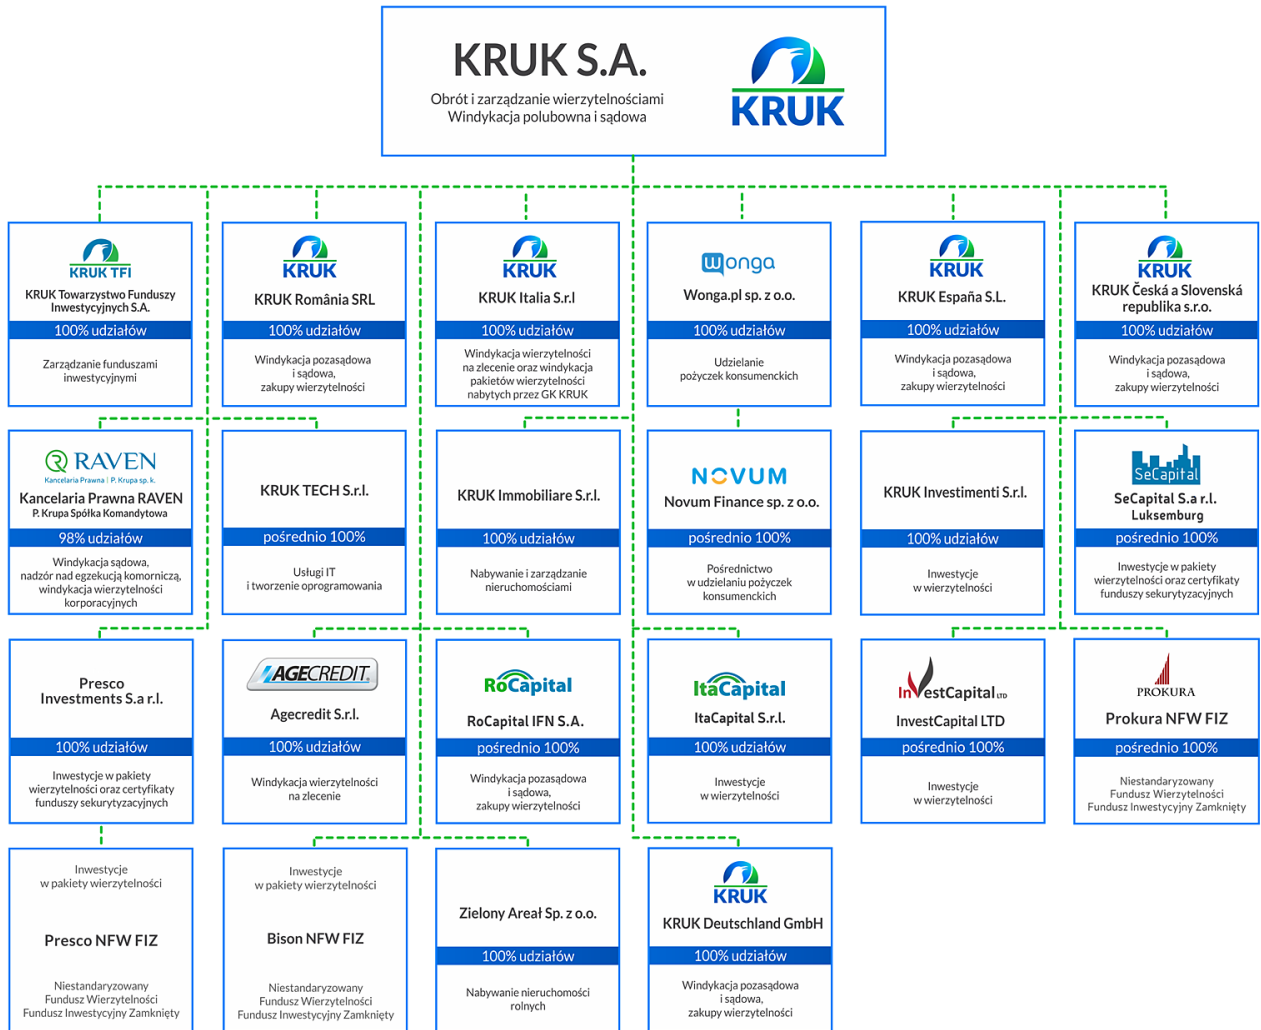 KRUK S.A.
Obrót i zarządzanie wierzytelnościami
Windykacja polubowna i sądowa
KRUK
KRUK TFI
KRUK Towarzystwo Funduszy
Inwestycyjnych S.A.
100% udziałów
Zarządzanie funduszami
inwestycyjnymi
KRUK
KRUK România SRL
100% udziałów
Windykacja pozasądowa
i sądowa,
zakupy wierzytelności
KRUK
KRUK Italia S.r.l
100% udziałów
Windykacja wierzytelności
na zlecenie oraz windykacja
pakietów wierzytelności
nabytych przez GK KRUK
wonga
Wonga.pl sp. z o.o.
100% udziałów
Udzielanie
pożyczek konsumenckich
KRUK
KRUK España S.L.
100% udziałów
Windykacja pozasądowa
i sądowa,
zakupy wierzytelności
KRUK
KRUK Česká a Slovenská
republika s.r.o.
100% udziałów
Windykacja pozasądowa
i sądowa,
zakupy wierzytelności
RAVEN
Kancelaria Prawna | P. Krupa sp. k.
Kancelaria Prawna RAVEN
P. Krupa Spółka Komandytowa
98% udziałów
Windykacja sądowa,
nadzór nad egzekucją komorniczą,
windykacja wierzytelności
korporacyjnych
KRUK TECH S.r.l.
pośrednio 100%
Usługi IT
i tworzenie oprogramowania
KRUK Immobiliare S.r.l.
100% udziałów
Nabywanie i zarządzanie
nieruchomościami
NOVUM
Novum Finance sp. z o.o.
pośrednio 100%
Pośrednictwo
w udzielaniu pożyczek
konsumenckich
KRUK Investimenti S.r.l.
100% udziałów
Inwestycje
w wierzytelności
SeCapital
SeCapital S.a r.l.
Luksemburg
pośrednio 100%
Inwestycje w pakiety
wierzytelności oraz certyfikaty
funduszy sekurytyzacyjnych
Presco
Investments S.a r.l.
100% udziałów
Inwestycje w pakiety
wierzytelności oraz certyfikaty
funduszy sekurytyzacyjnych
AGECREDIT
Agecredit S.r.l.
100% udziałów
Windykacja wierzytelności
na zlecenie
RoCapital
RoCapital IFN S.A.
pośrednio 100%
Windykacja pozasądowa
i sądowa,
zakupy wierzytelności
ItaCapital
ItaCapital S.r.l.
100% udziałów
Inwestycje
w wierzytelności
InvestCapital LTD
InvestCapital LTD
pośrednio 100%
Inwestycje
w wierzytelności
PROKURA
Prokura NFW FIZ
pośrednio 100%
Niestandaryzowany
Fundusz Wierzytelności
Fundusz Inwestycyjny Zamknięty
Inwestycje
w pakiety wierzytelności
Presco NFW FIZ
Niestandaryzowany
Fundusz Wierzytelności
Fundusz Inwestycyjny Zamknięty
Inwestycje
w pakiety wierzytelności
Bison NFW FIZ
Niestandaryzowany
Fundusz Wierzytelności
Fundusz Inwestycyjny Zamknięty
Zielony Areał Sp. z o.o.
100% udziałów
Nabywanie nieruchomości
rolnych
KRUK
KRUK Deutschland GmbH
100% udziałów
Windykacja pozasądowa
i sądowa,
zakupy wierzytelności